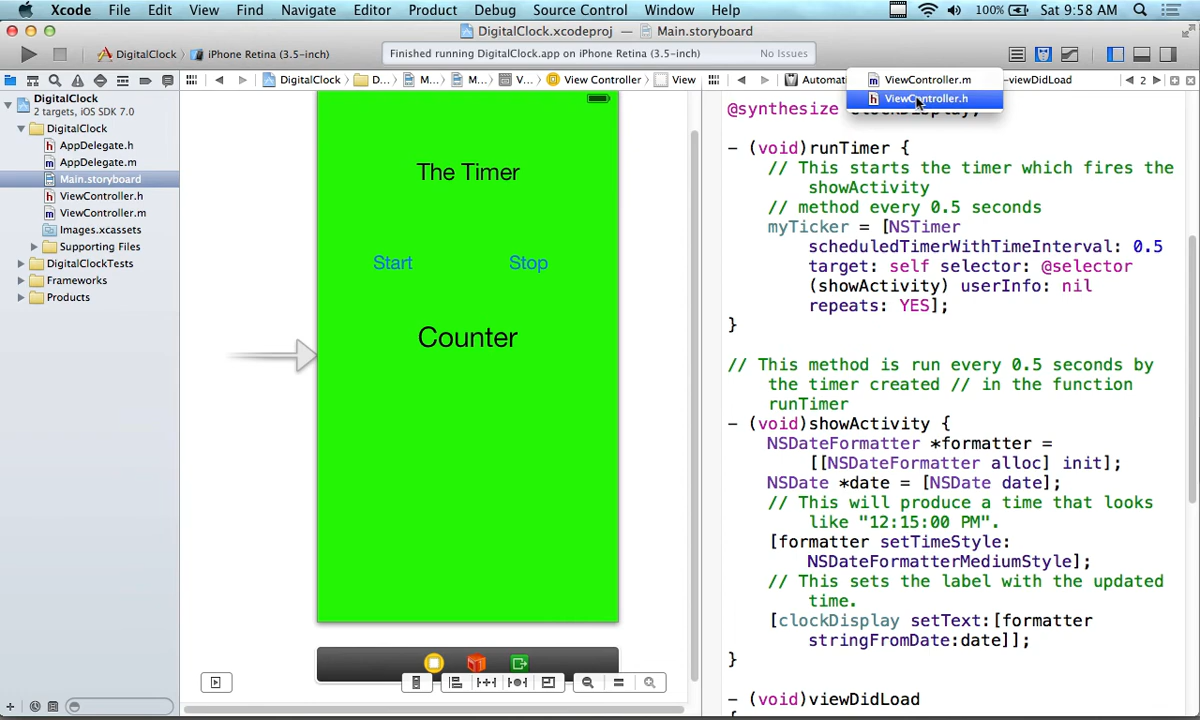 Xcode File Edit View Find Navigate Editor Product Debug Source Control Window Help 100% Sat 9:58 AM
DigitalClock.xcodeproj — Main.storyboard
DigitalClock iPhone Retina (3.5-inch) Finished running DigitalClock.app on iPhone Retina (3.5-inch) No Issues
DigitalClock D... M... M... V... View Controller View Automati –viewDidLoad 2
ViewController.m
ViewController.h
DigitalClock
2 targets, iOS SDK 7.0
DigitalClock
AppDelegate.h
AppDelegate.m
Main.storyboard
ViewController.h
ViewController.m
Images.xcassets
Supporting Files
DigitalClockTests
Frameworks
Products
The Timer
Start Stop
Counter
@synthesize clockDisplay;
- (void)runTimer {
// This starts the timer which fires the
showActivity
// method every 0.5 seconds
myTicker = [NSTimer
scheduledTimerWithTimeInterval: 0.5
target: self selector: @selector
(showActivity) userInfo: nil
repeats: YES];
}
// This method is run every 0.5 seconds by
the timer created // in the function
runTimer
- (void)showActivity {
NSDateFormatter *formatter =
[[NSDateFormatter alloc] init];
NSDate *date = [NSDate date];
// This will produce a time that looks
like "12:15:00 PM".
[formatter setTimeStyle:
NSDateFormatterMediumStyle];
// This sets the label with the updated
time.
[clockDisplay setText:[formatter
stringFromDate:date]];
}
- (void)viewDidLoad